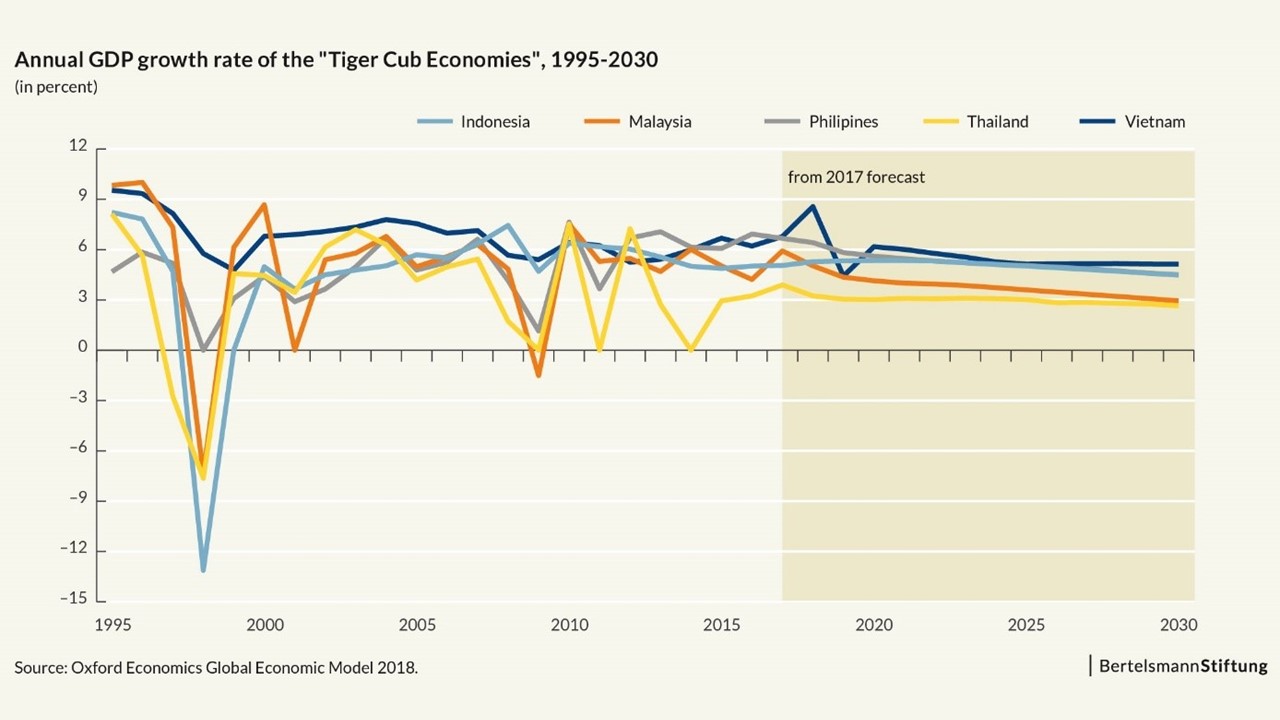 Annual GDP growth rate of the "Tiger Cub Economies", 1995-2030
(in percent)
Indonesia Malaysia Philipines Thailand Vietnam
12
from 2017 forecast
9
6
3
0
–3
–6
–9
–12
–15
1995 2000 2005 2010 2015 2020 2025 2030
Source: Oxford Economics Global Economic Model 2018.
BertelsmannStiftung